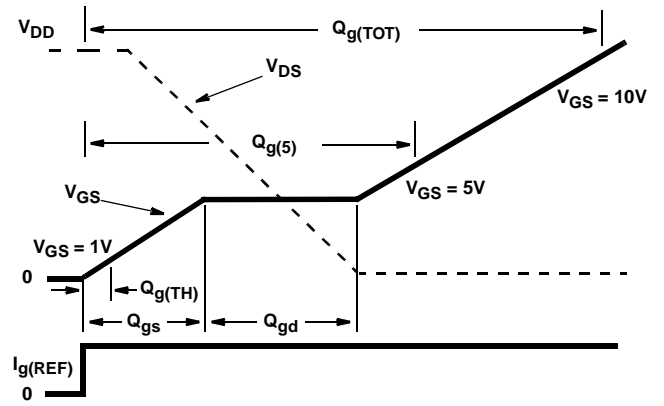 V_DD
Q_g(TOT)
V_DS
V_GS = 10V
Q_g(5)
V_GS
V_GS = 5V
V_GS = 1V
0
Q_g(TH)
Q_gs
Q_gd
I_g(REF)
0